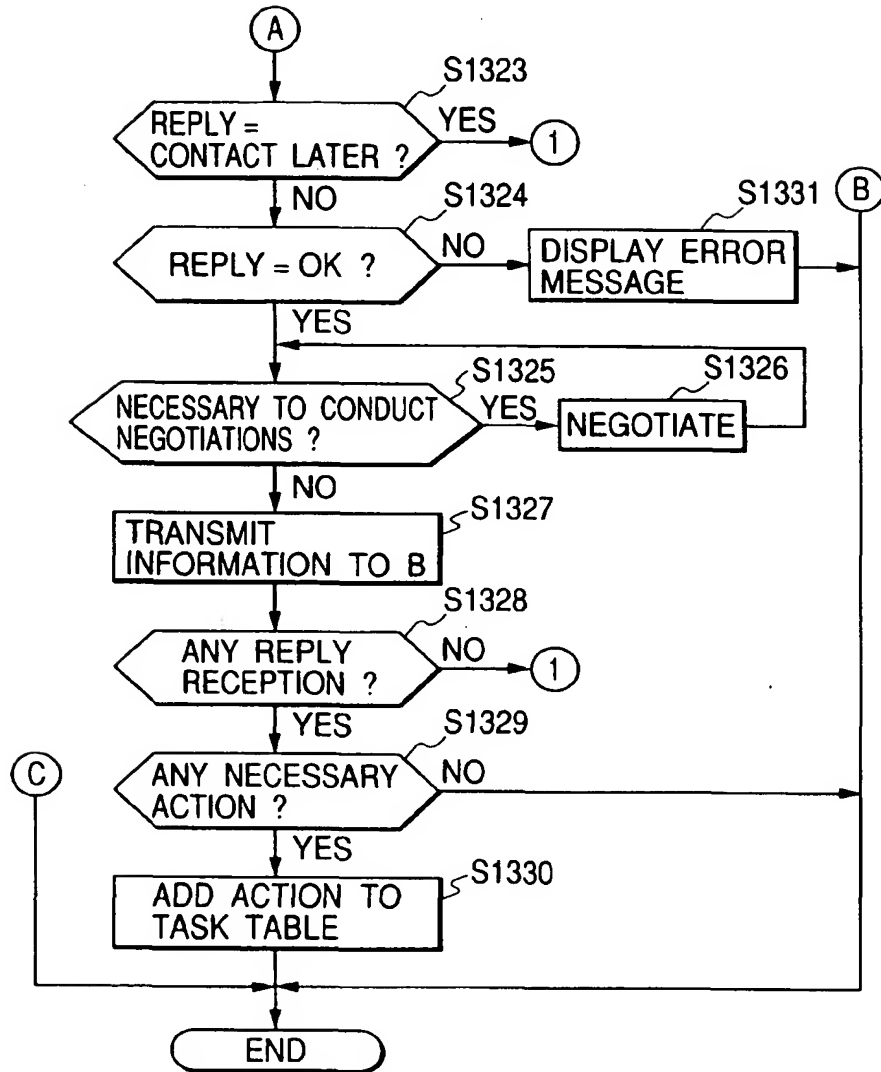 A
S1323
REPLY =
CONTACT LATER ?
YES
1
NO
S1324
REPLY = OK ?
NO
S1331
DISPLAY ERROR
MESSAGE
B
YES
S1325
NECESSARY TO CONDUCT
NEGOTIATIONS ?
YES
S1326
NEGOTIATE
NO
S1327
TRANSMIT
INFORMATION TO B
S1328
ANY REPLY
RECEPTION ?
NO
1
YES
S1329
C
ANY NECESSARY
ACTION ?
NO
YES
S1330
ADD ACTION TO
TASK TABLE
END